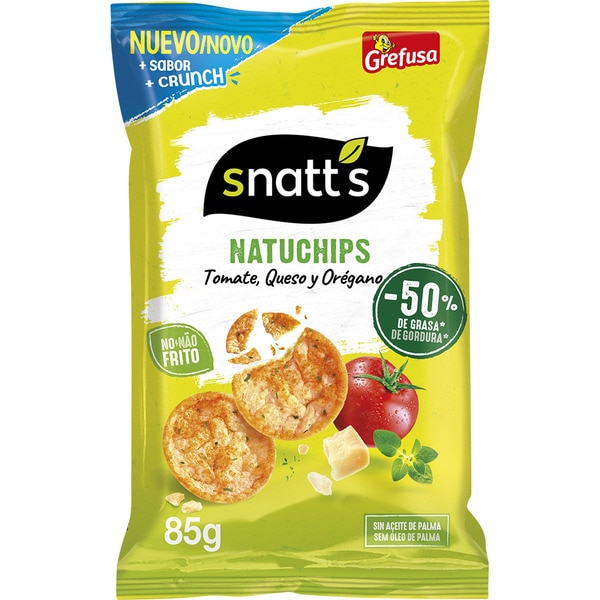 NUEVO/NOVO
+ SABOR
+ CRUNCH
Grefusa
snatt's
NATUCHIPS
Tomate, Queso y Orégano
-50%
DE GRASA*
DE GORDURA*
NO·NÃO
FRITO
85g
SIN ACEITE DE PALMA
SEM ÓLEO DE PALMA